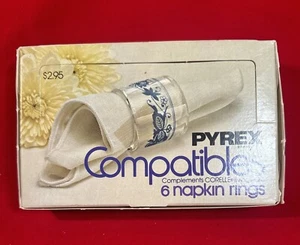 $2.95
PYREX
Compatibles
Complements CORELLE
6 napkin rings